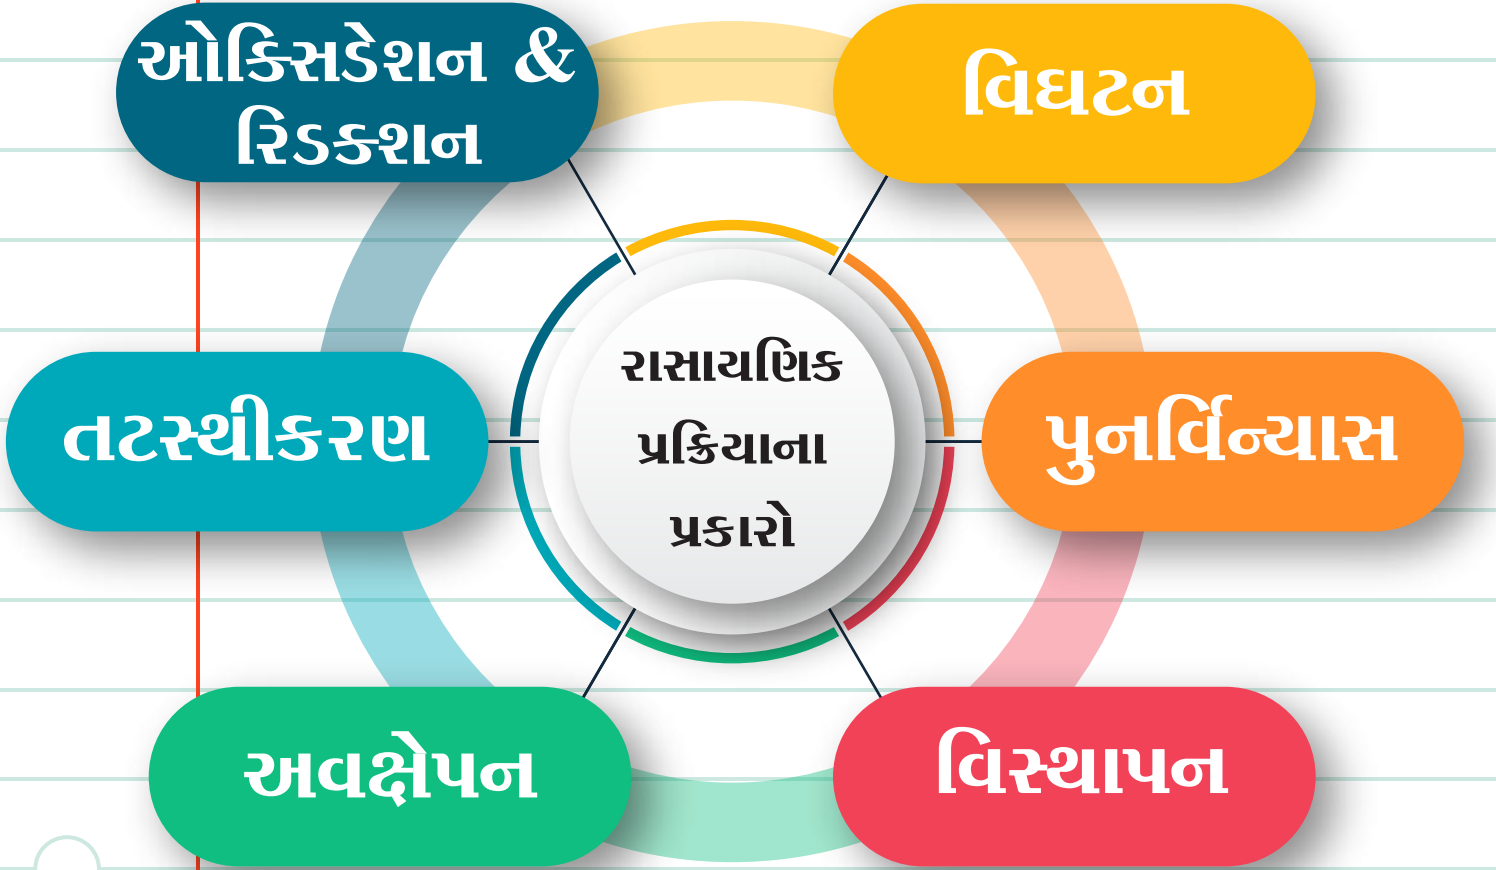 ઓક્સિડેશન &
રિડક્શન
વિઘટન
રાસાયણિક
પ્રક્રિયાના
પ્રકારો
તટસ્થીકરણ
પુનર્વિન્યાસ
અવક્ષેપન
વિસ્થાપન